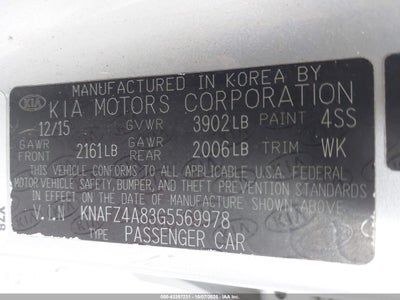 MANUFACTURED IN KOREA BY
KIA KIA MOTORS CORPORATION
12/15 GVWR 3902LB PAINT 4SS
GAWR FRONT 2161LB GAWR REAR 2006LB TRIM WK
THIS VEHICLE CONFORMS TO ALL APPLICABLE U.S.A. FEDERAL
MOTOR VEHICLE SAFETY, BUMPER, AND THEFT PREVENTION
STANDARDS IN EFFECT ON THE DATE OF MANUFACTURE
SHOWN ABOVE.
V.I.N KNAFZ4A83G5569978
TYPE PASSENGER CAR